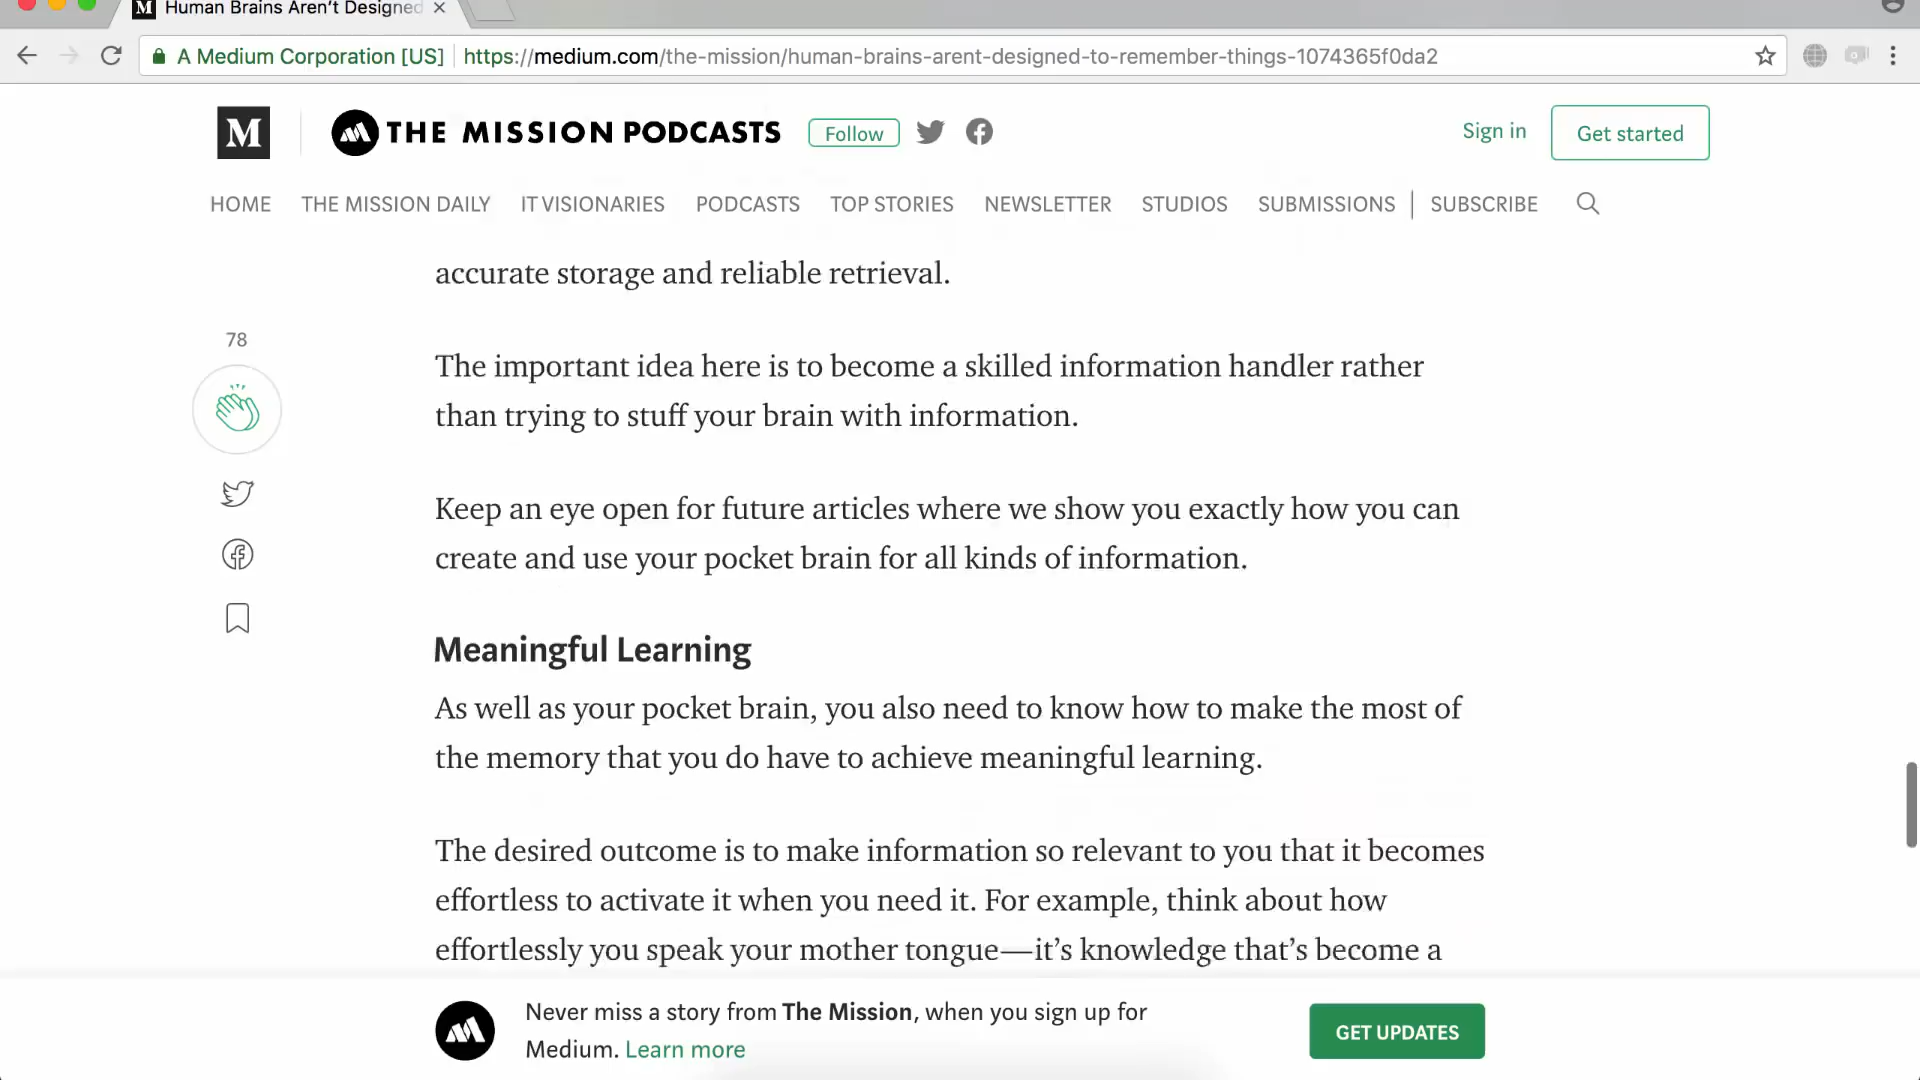 M Human Brains Aren't Designed
A Medium Corporation [US] https://medium.com/the-mission/human-brains-arent-designed-to-remember-things-1074365f0da2
M THE MISSION PODCASTS Follow Sign in Get started
HOME THE MISSION DAILY IT VISIONARIES PODCASTS TOP STORIES NEWSLETTER STUDIOS SUBMISSIONS SUBSCRIBE
accurate storage and reliable retrieval.
78
The important idea here is to become a skilled information handler rather
than trying to stuff your brain with information.
Keep an eye open for future articles where we show you exactly how you can
create and use your pocket brain for all kinds of information.
Meaningful Learning
As well as your pocket brain, you also need to know how to make the most of
the memory that you do have to achieve meaningful learning.
The desired outcome is to make information so relevant to you that it becomes
effortless to activate it when you need it. For example, think about how
effortlessly you speak your mother tongue—it's knowledge that's become a
Never miss a story from The Mission, when you sign up for
Medium. Learn more
GET UPDATES